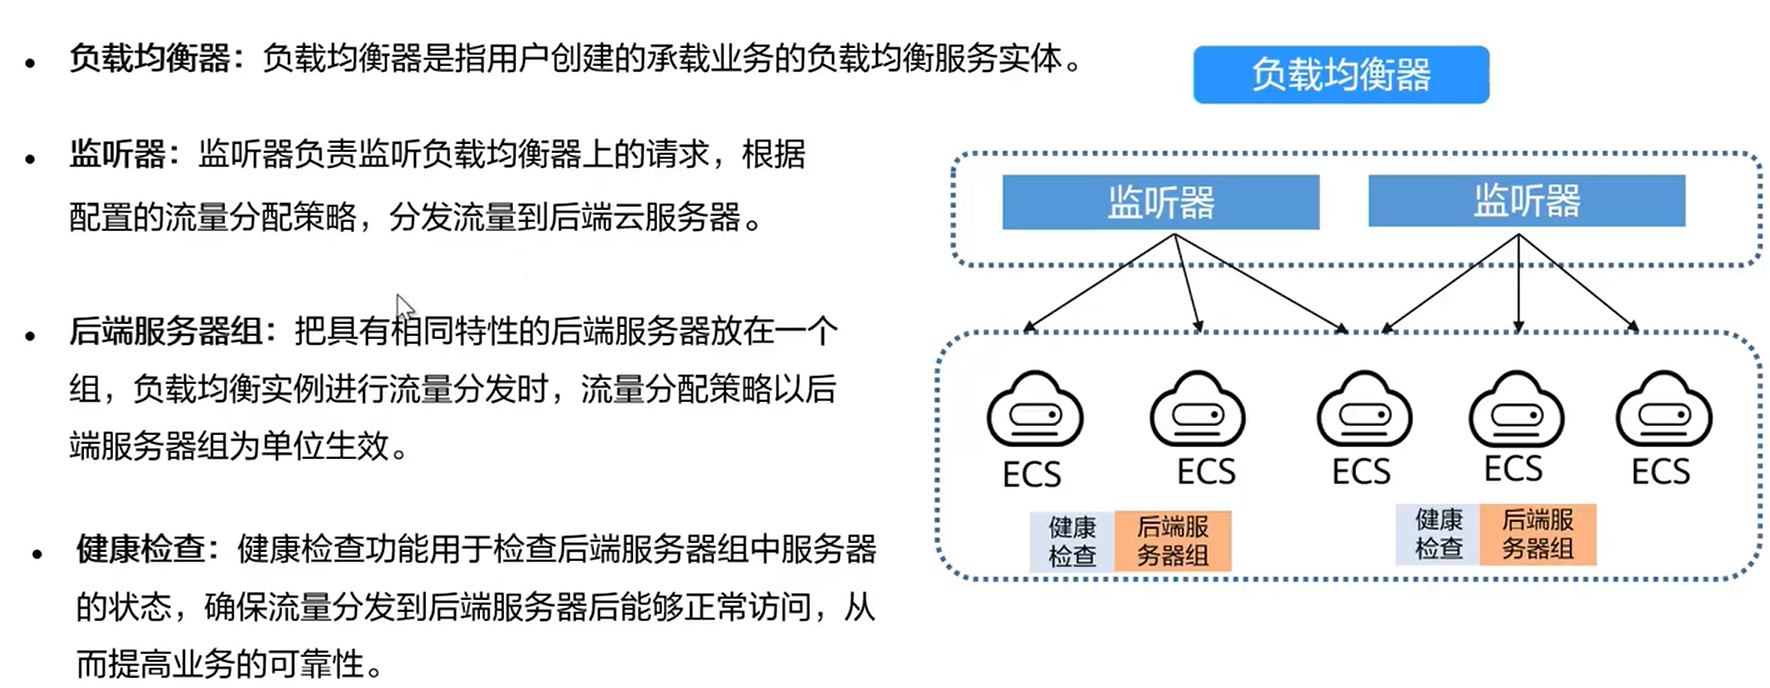 负载均衡器：负载均衡器是指用户创建的承载业务的负载均衡服务实体。
监听器：监听器负责监听负载均衡器上的请求，根据
配置的流量分配策略，分发流量到后端云服务器。
后端服务器组：把具有相同特性的后端服务器放在一个
组，负载均衡实例进行流量分发时，流量分配策略以后
端服务器组为单位生效。
健康检查：健康检查功能用于检查后端服务器组中服务器
的状态，确保流量分发到后端服务器后能够正常访问，从
而提高业务的可靠性。
负载均衡器
监听器
监听器
ECS
ECS
ECS
ECS
ECS
健康
检查
后端服
务器组
健康
检查
后端服
务器组